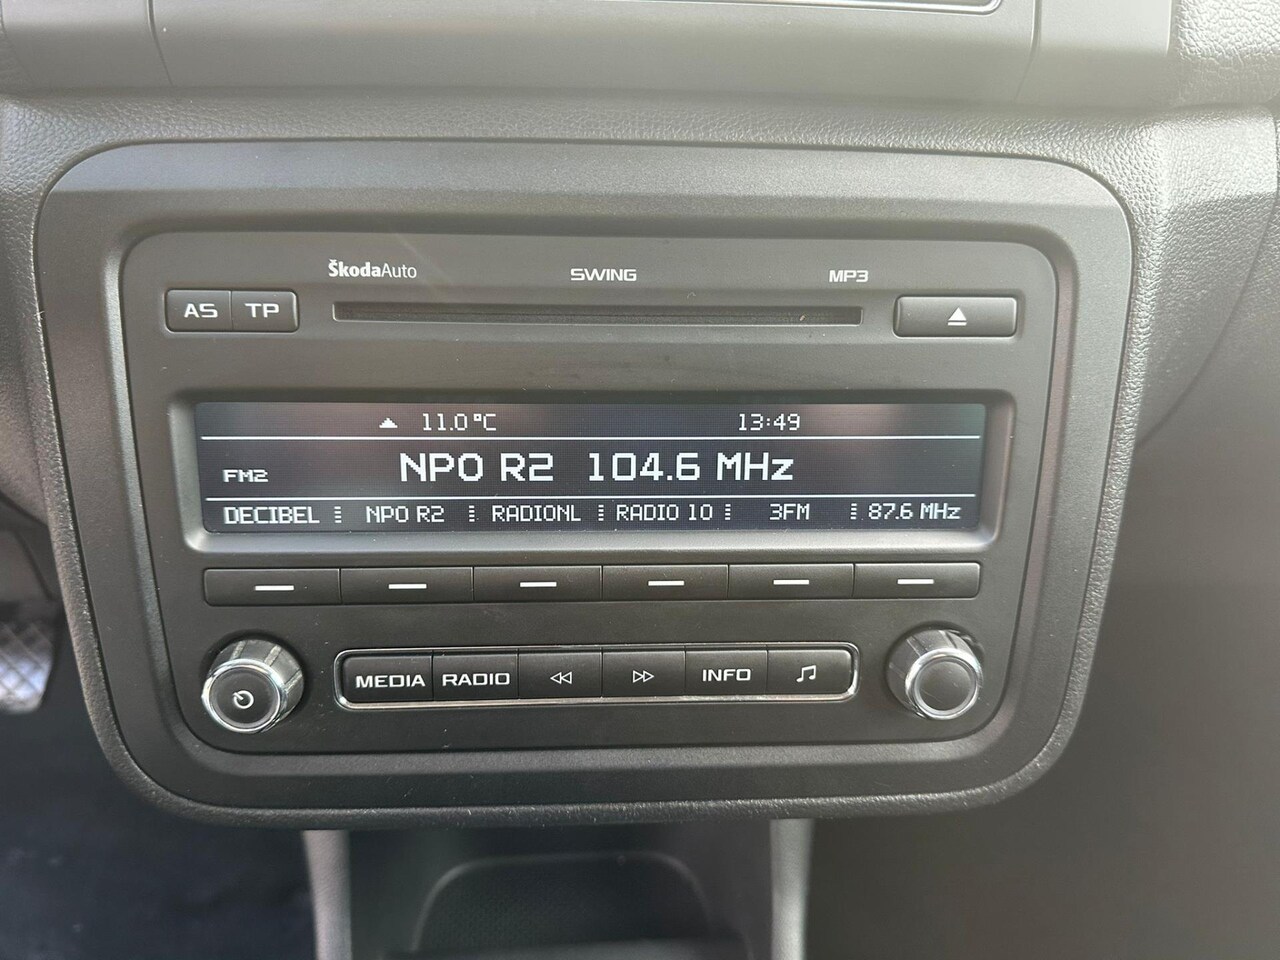 ŠkodaAuto SWING MP3
AS TP
11.0°C 13:49
FM2 NPO R2 104.6 MHz
DECIBEL NPO R2 RADIONL RADIO 10 3FM 87.6 MHz
MEDIA RADIO INFO